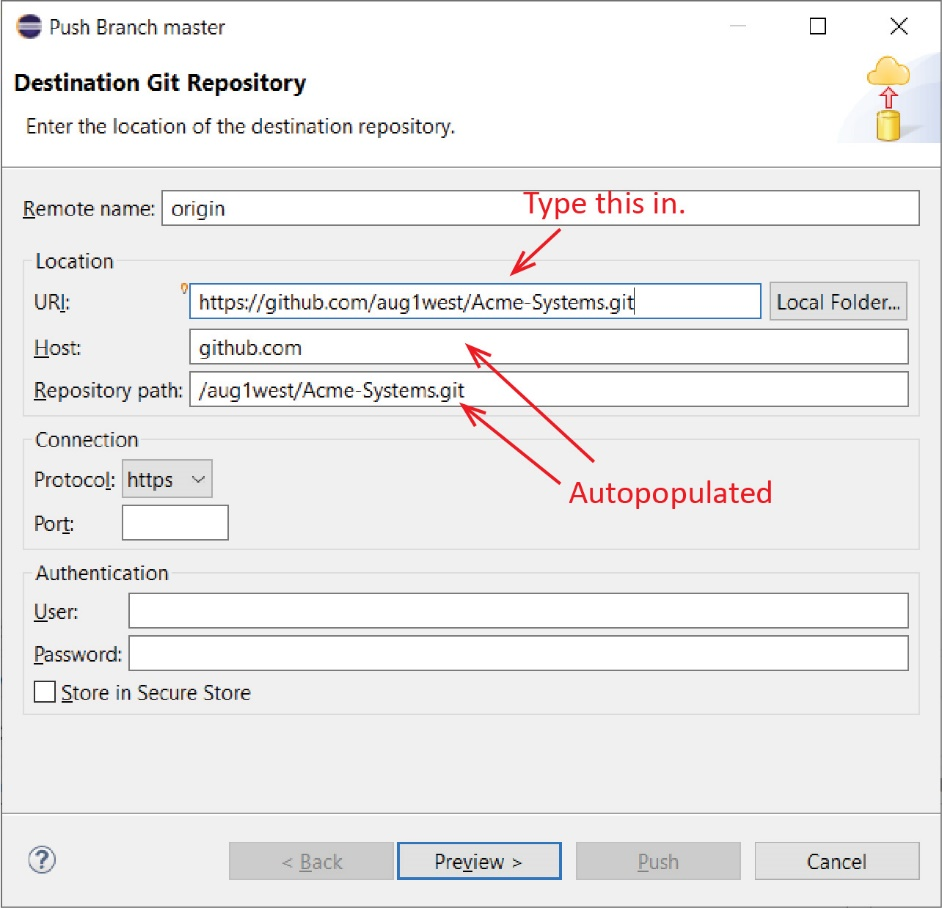 Push Branch master
Destination Git Repository
Enter the location of the destination repository.
Remote name: origin
Type this in.
Location
URI: https://github.com/aug1west/Acme-Systems.git Local Folder...
Host: github.com
Repository path: /aug1west/Acme-Systems.git
Connection
Protocol: https
Autopopulated
Port:
Authentication
User:
Password:
Store in Secure Store
? < Back Preview > Push Cancel